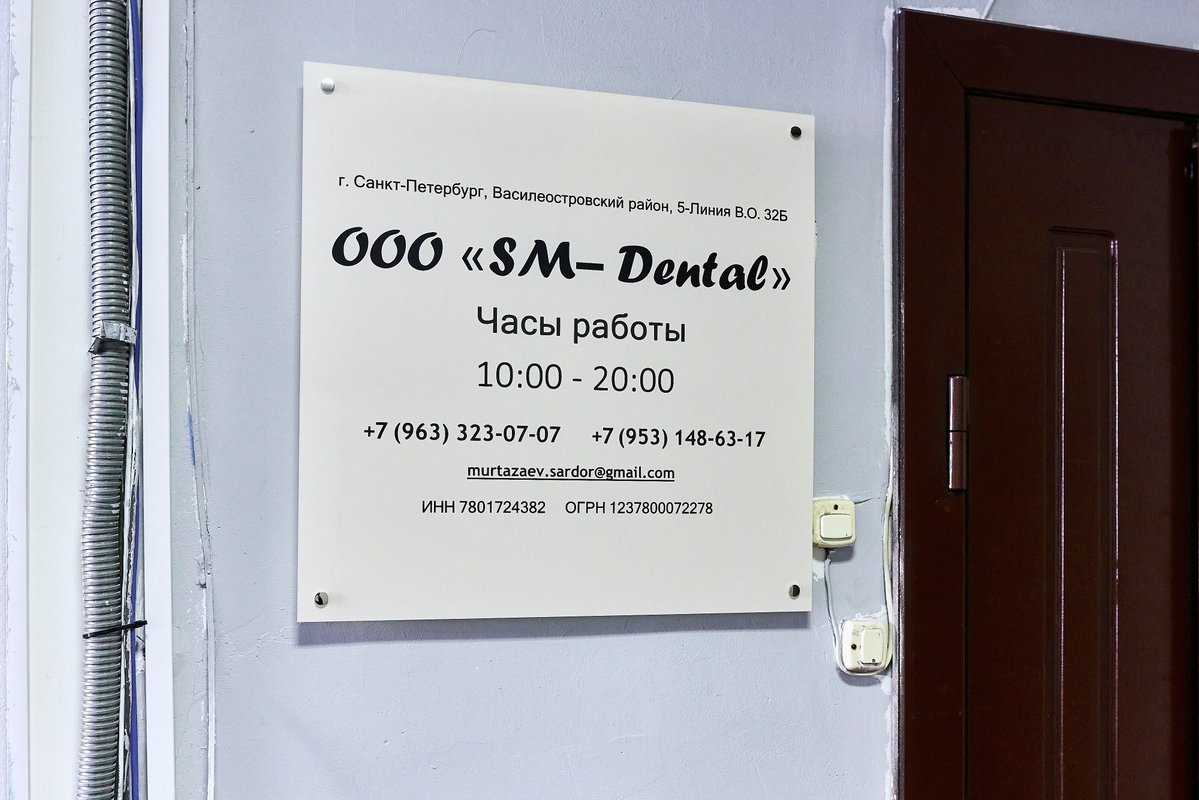 г. Санкт-Петербург, Василеостровский район, 5-Линия В.О. 32Б
ООО «SM– Dental»
Часы работы
10:00 - 20:00
+7 (963) 323-07-07 +7 (953) 148-63-17
murtazaev.sardor@gmail.com
ИНН 7801724382 ОГРН 1237800072278